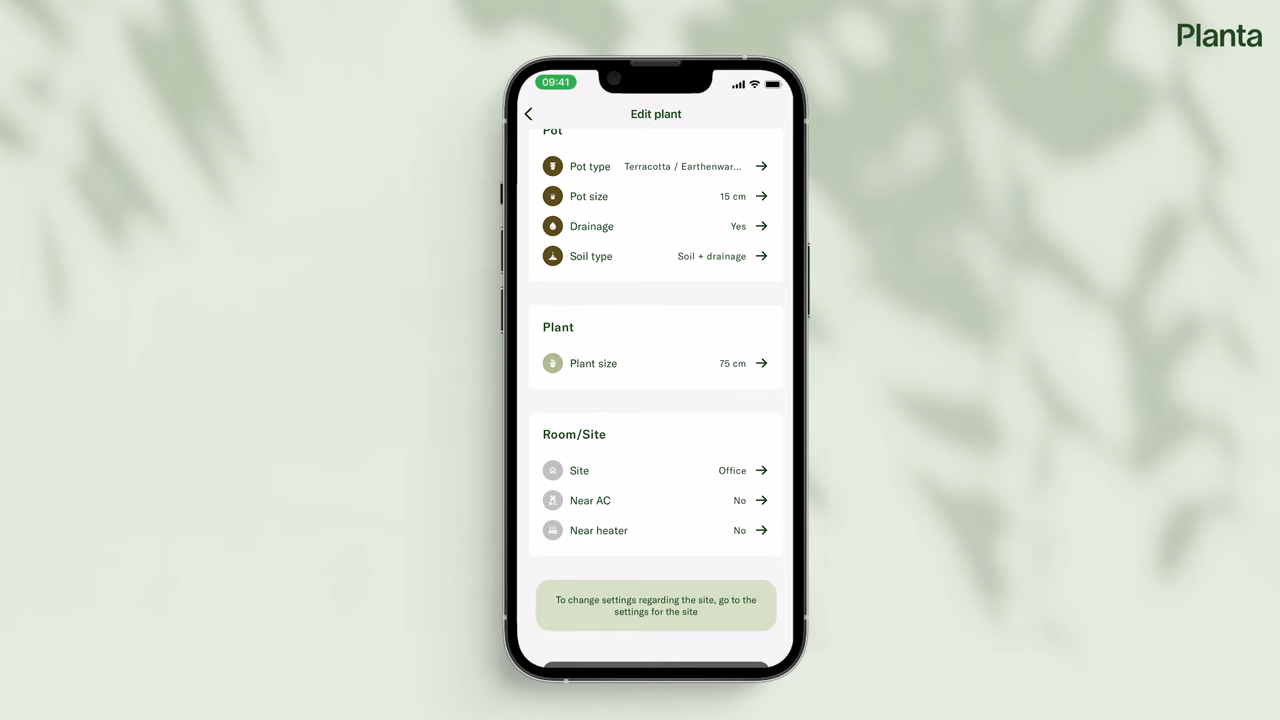 Planta
09:41
Edit plant
Pot
Pot type Terracotta / Earthenwar...
Pot size 15 cm
Drainage Yes
Soil type Soil + drainage
Plant
Plant size 75 cm
Room/Site
Site Office
Near AC No
Near heater No
To change settings regarding the site, go to the
settings for the site